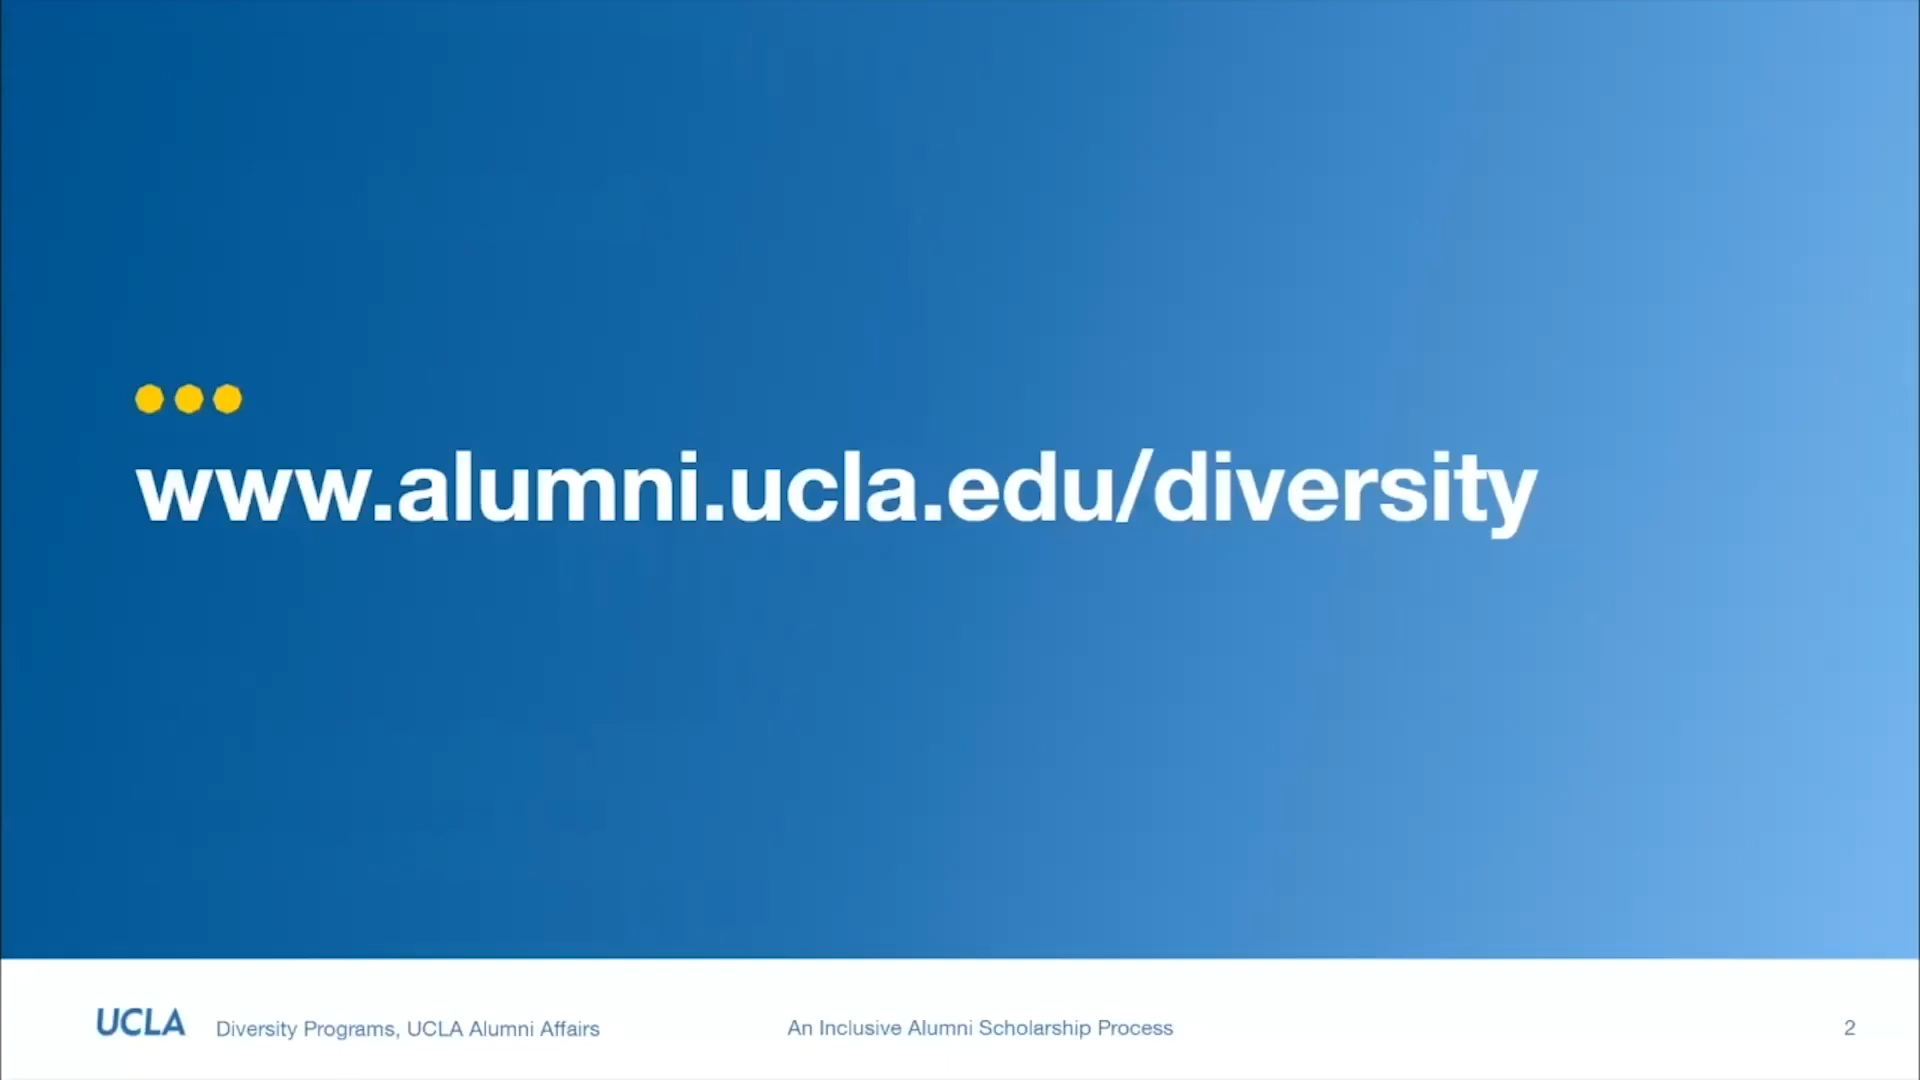 www.alumni.ucla.edu/diversity
UCLA
Diversity Programs, UCLA Alumni Affairs
An Inclusive Alumni Scholarship Process
2